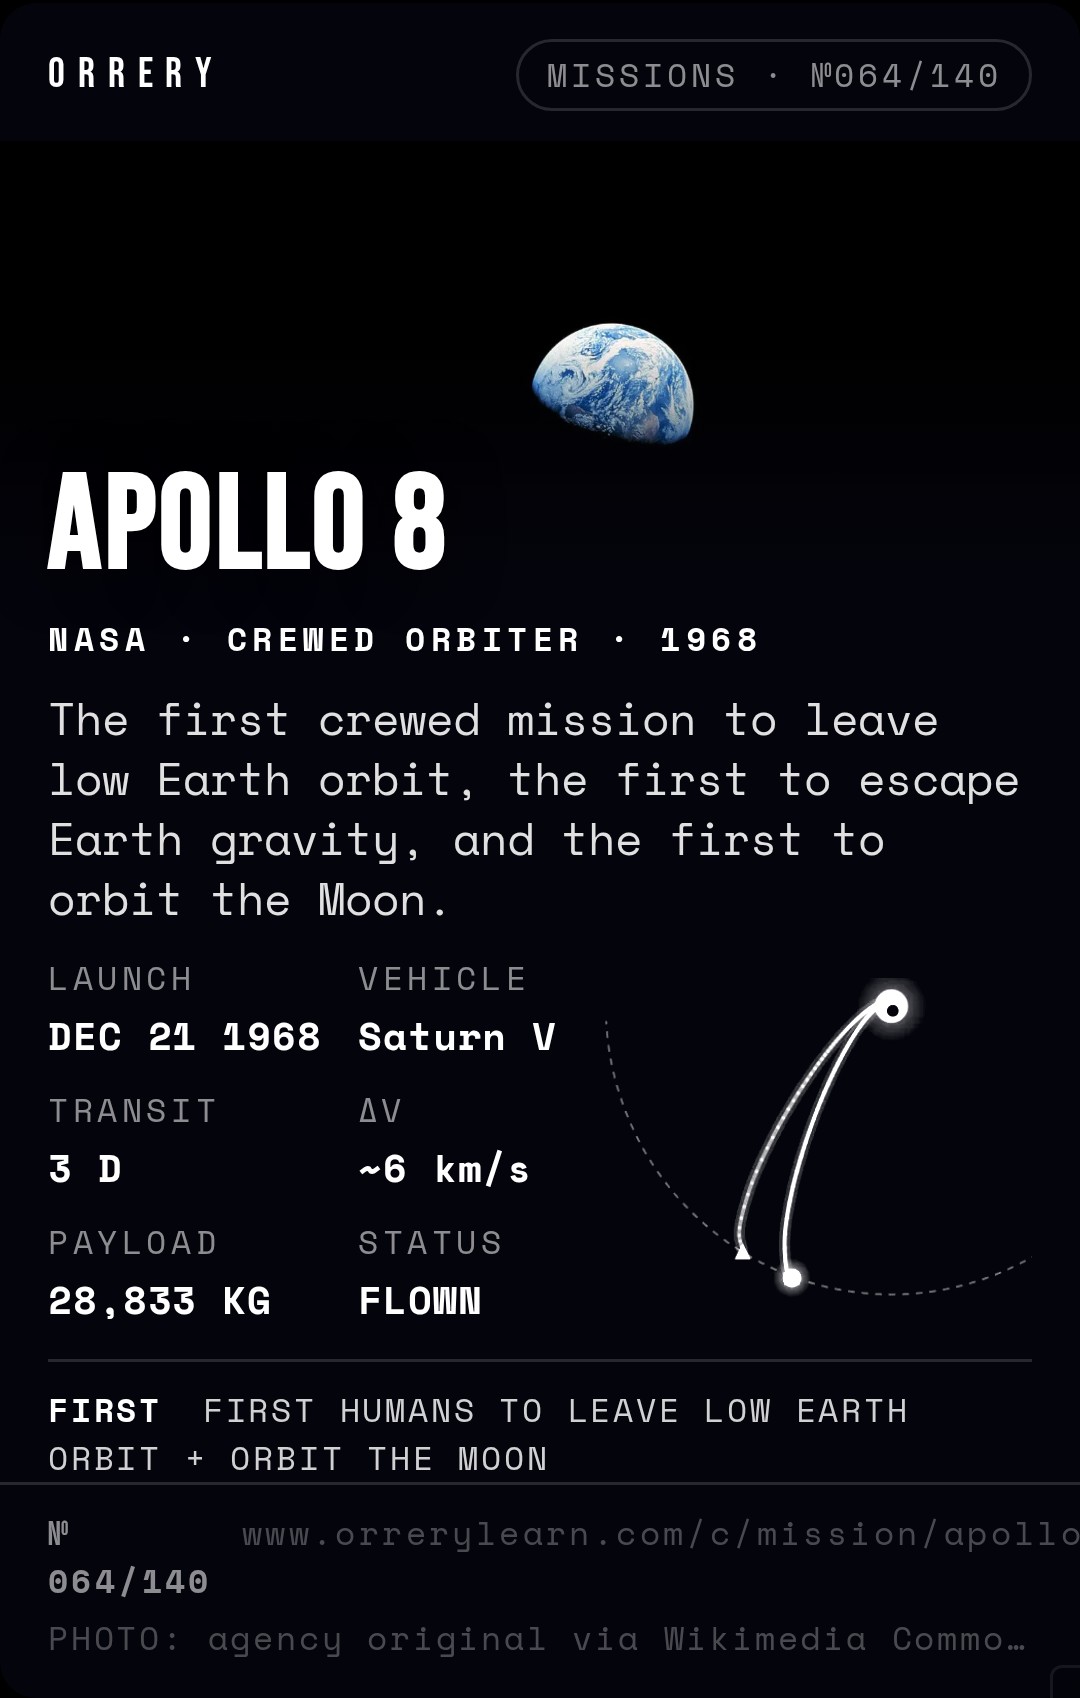 ORRERY
MISSIONS · №064/140
APOLLO 8
NASA · CREWED ORBITER · 1968
The first crewed mission to leave
low Earth orbit, the first to escape
Earth gravity, and the first to
orbit the Moon.
LAUNCH VEHICLE
DEC 21 1968 Saturn V
TRANSIT ΔV
3 D ~6 km/s
PAYLOAD STATUS
28,833 KG FLOWN
FIRST FIRST HUMANS TO LEAVE LOW EARTH
ORBIT + ORBIT THE MOON
№ www.orrerylearn.com/c/mission/apollo
064/140
PHOTO: agency original via Wikimedia Commo…